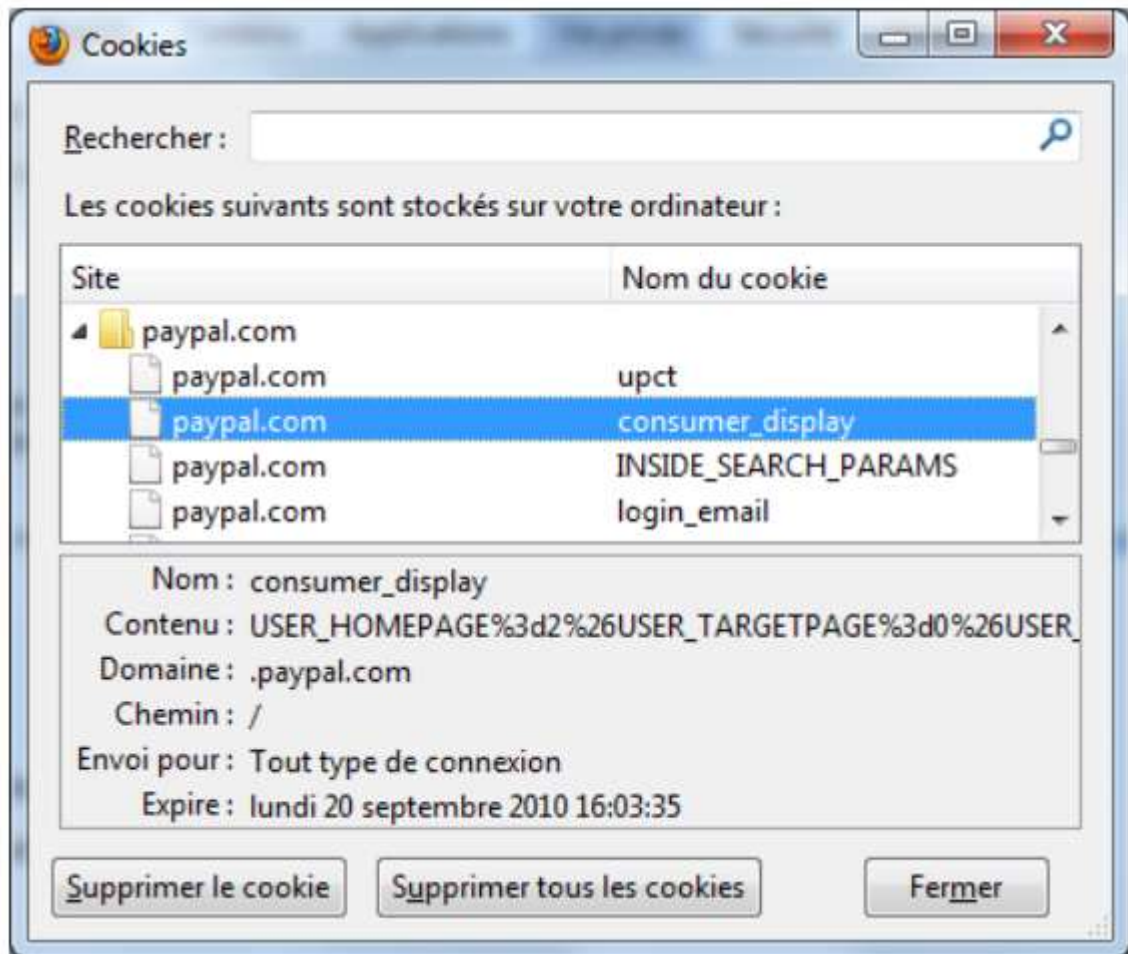 Cookies
Rechercher :
Les cookies suivants sont stockés sur votre ordinateur :
Site Nom du cookie
paypal.com
paypal.com upct
paypal.com consumer_display
paypal.com INSIDE_SEARCH_PARAMS
paypal.com login_email
Nom : consumer_display
Contenu : USER_HOMEPAGE%3d2%26USER_TARGETPAGE%3d0%26USER_
Domaine : .paypal.com
Chemin : /
Envoi pour : Tout type de connexion
Expire : lundi 20 septembre 2010 16:03:35
Supprimer le cookie Supprimer tous les cookies Fermer